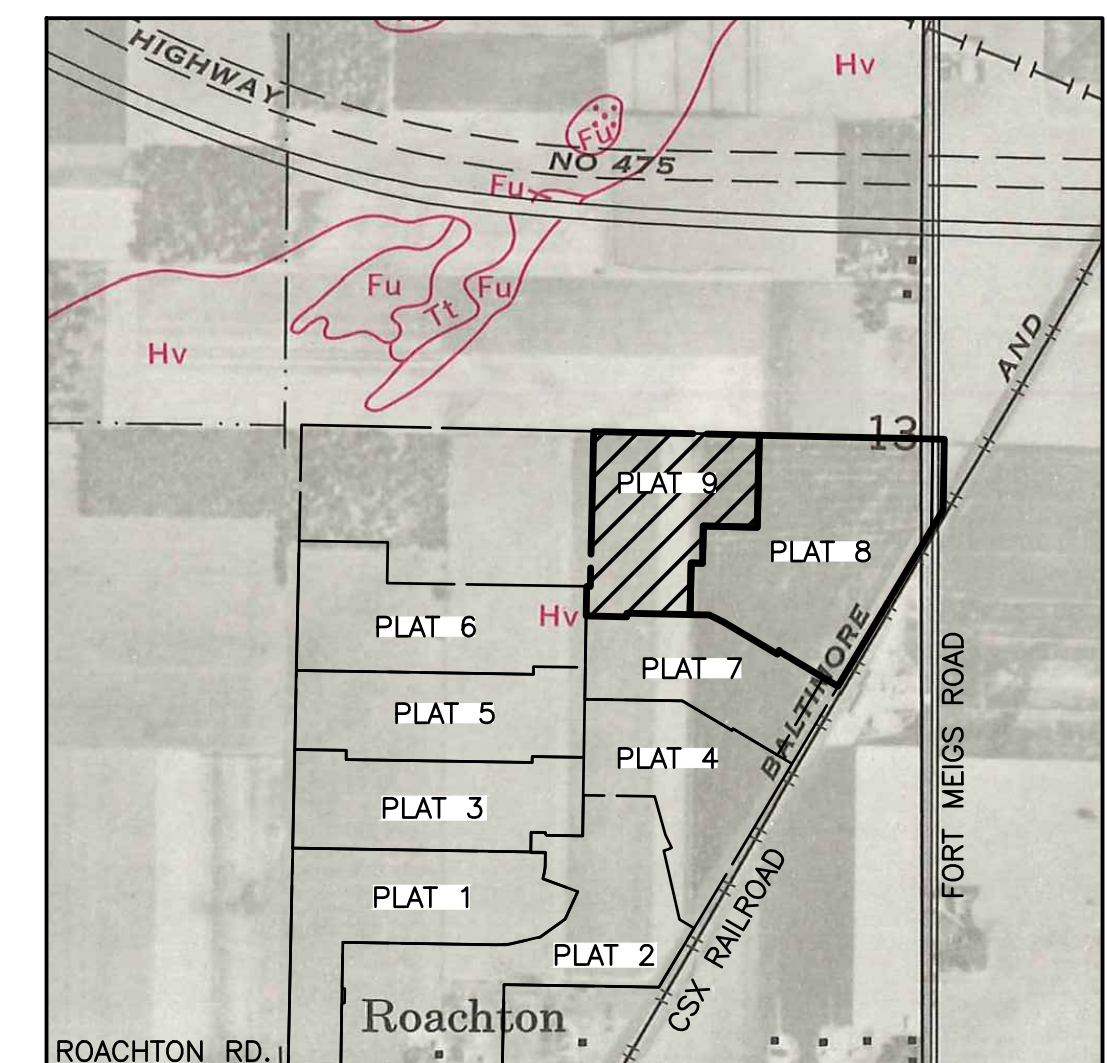 HIGHWAY
Hv
Fu
NO 475
Fu
Fu
Tt
Fu
Hv
AND
13
PLAT 9
PLAT 8
Hv
PLAT 6
PLAT 7
PLAT 5
PLAT 4
BALTIMORE
FORT MEIGS ROAD
PLAT 3
PLAT 1
PLAT 2
CSX RAILROAD
Roachton
ROACHTON RD.